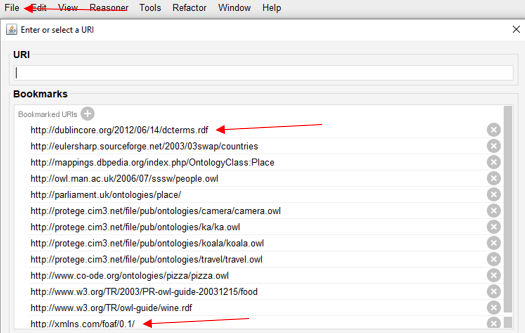 File Edit View Reasoner Tools Refactor Window Help
Enter or select a URI
URI
Bookmarks
Bookmarked URIs
http://dublincore.org/2012/06/14/dcterms.rdf
http://eulersharp.sourceforge.net/2003/03swap/countries
http://mappings.dbpedia.org/index.php/OntologyClass:Place
http://owl.man.ac.uk/2006/07/sssw/people.owl
http://parliament.uk/ontologies/place/
http://protege.cim3.net/file/pub/ontologies/camera/camera.owl
http://protege.cim3.net/file/pub/ontologies/ka/ka.owl
http://protege.cim3.net/file/pub/ontologies/koala/koala.owl
http://protege.cim3.net/file/pub/ontologies/travel/travel.owl
http://www.co-ode.org/ontologies/pizza/pizza.owl
http://www.w3.org/TR/2003/PR-owl-guide-20031215/food
http://www.w3.org/TR/owl-guide/wine.rdf
http://xmlns.com/foaf/0.1/